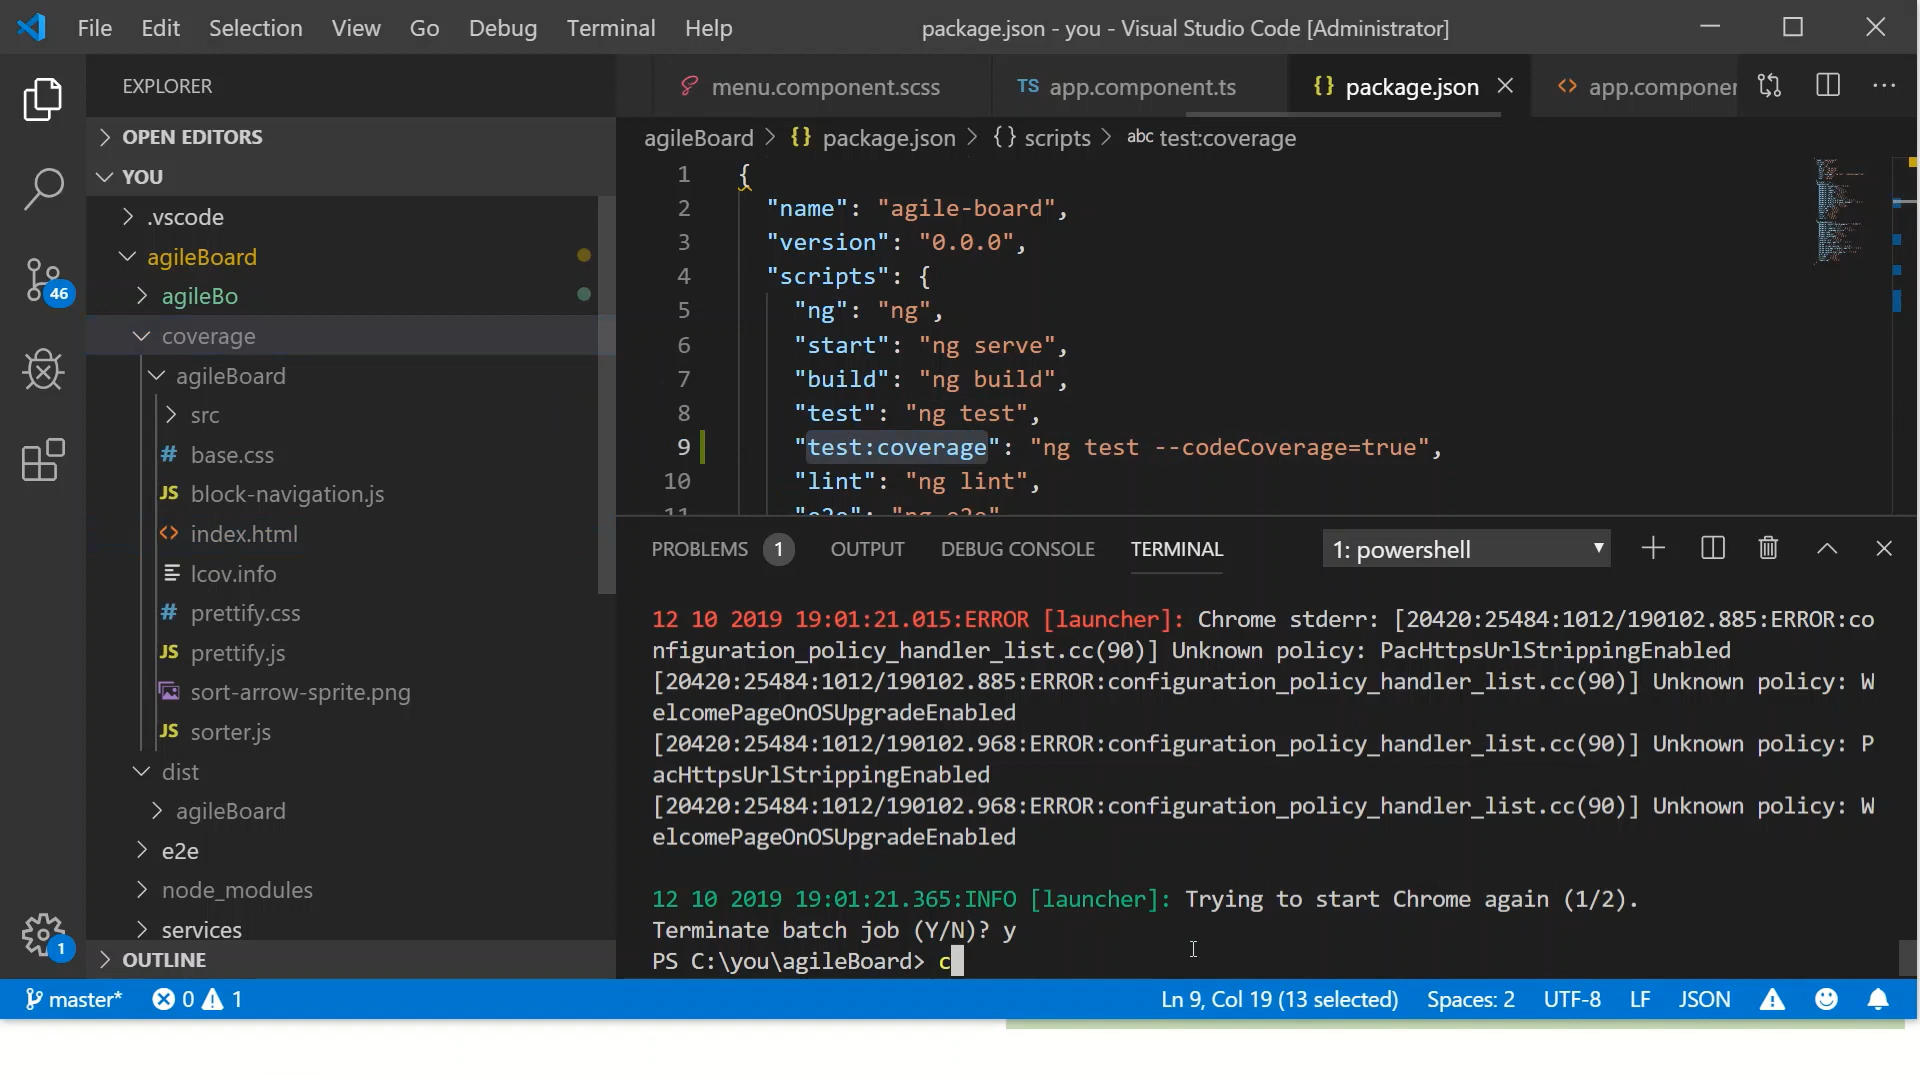 File Edit Selection View Go Debug Terminal Help package.json - you - Visual Studio Code [Administrator]
EXPLORER
OPEN EDITORS
YOU
.vscode
agileBoard
agileBo
coverage
agileBoard
src
# base.css
JS block-navigation.js
<> index.html
lcov.info
# prettify.css
JS prettify.js
sort-arrow-sprite.png
JS sorter.js
dist
agileBoard
e2e
node_modules
services
OUTLINE
46
1
menu.component.scss TS app.component.ts {} package.json <> app.componen
agileBoard > {} package.json > {} scripts > abc test:coverage
1 {
2 "name": "agile-board",
3 "version": "0.0.0",
4 "scripts": {
5 "ng": "ng",
6 "start": "ng serve",
7 "build": "ng build",
8 "test": "ng test",
9 "test:coverage": "ng test --codeCoverage=true",
10 "lint": "ng lint",
11 "e2e": "ng e2e"
PROBLEMS 1 OUTPUT DEBUG CONSOLE TERMINAL 1: powershell
12 10 2019 19:01:21.015:ERROR [launcher]: Chrome stderr: [20420:25484:1012/190102.885:ERROR:co
nfiguration_policy_handler_list.cc(90)] Unknown policy: PacHttpsUrlStrippingEnabled
[20420:25484:1012/190102.885:ERROR:configuration_policy_handler_list.cc(90)] Unknown policy: W
elcomePageOnOSUpgradeEnabled
[20420:25484:1012/190102.968:ERROR:configuration_policy_handler_list.cc(90)] Unknown policy: P
acHttpsUrlStrippingEnabled
[20420:25484:1012/190102.968:ERROR:configuration_policy_handler_list.cc(90)] Unknown policy: W
elcomePageOnOSUpgradeEnabled
12 10 2019 19:01:21.365:INFO [launcher]: Trying to start Chrome again (1/2).
Terminate batch job (Y/N)? y
PS C:\you\agileBoard> c
master* 0 1 Ln 9, Col 19 (13 selected) Spaces: 2 UTF-8 LF JSON